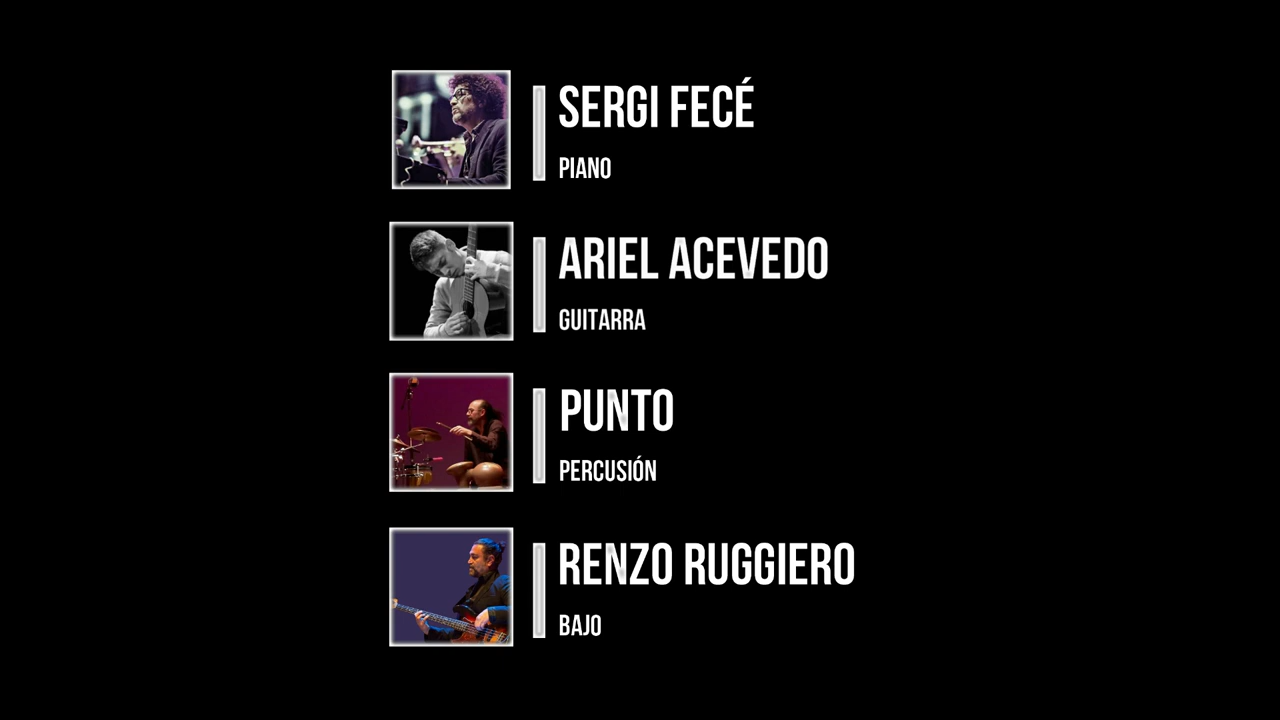 SERGI FECÉ
PIANO
ARIEL ACEVEDO
GUITARRA
PUNTO
PERCUSIÓN
RENZO RUGGIERO
BAJO